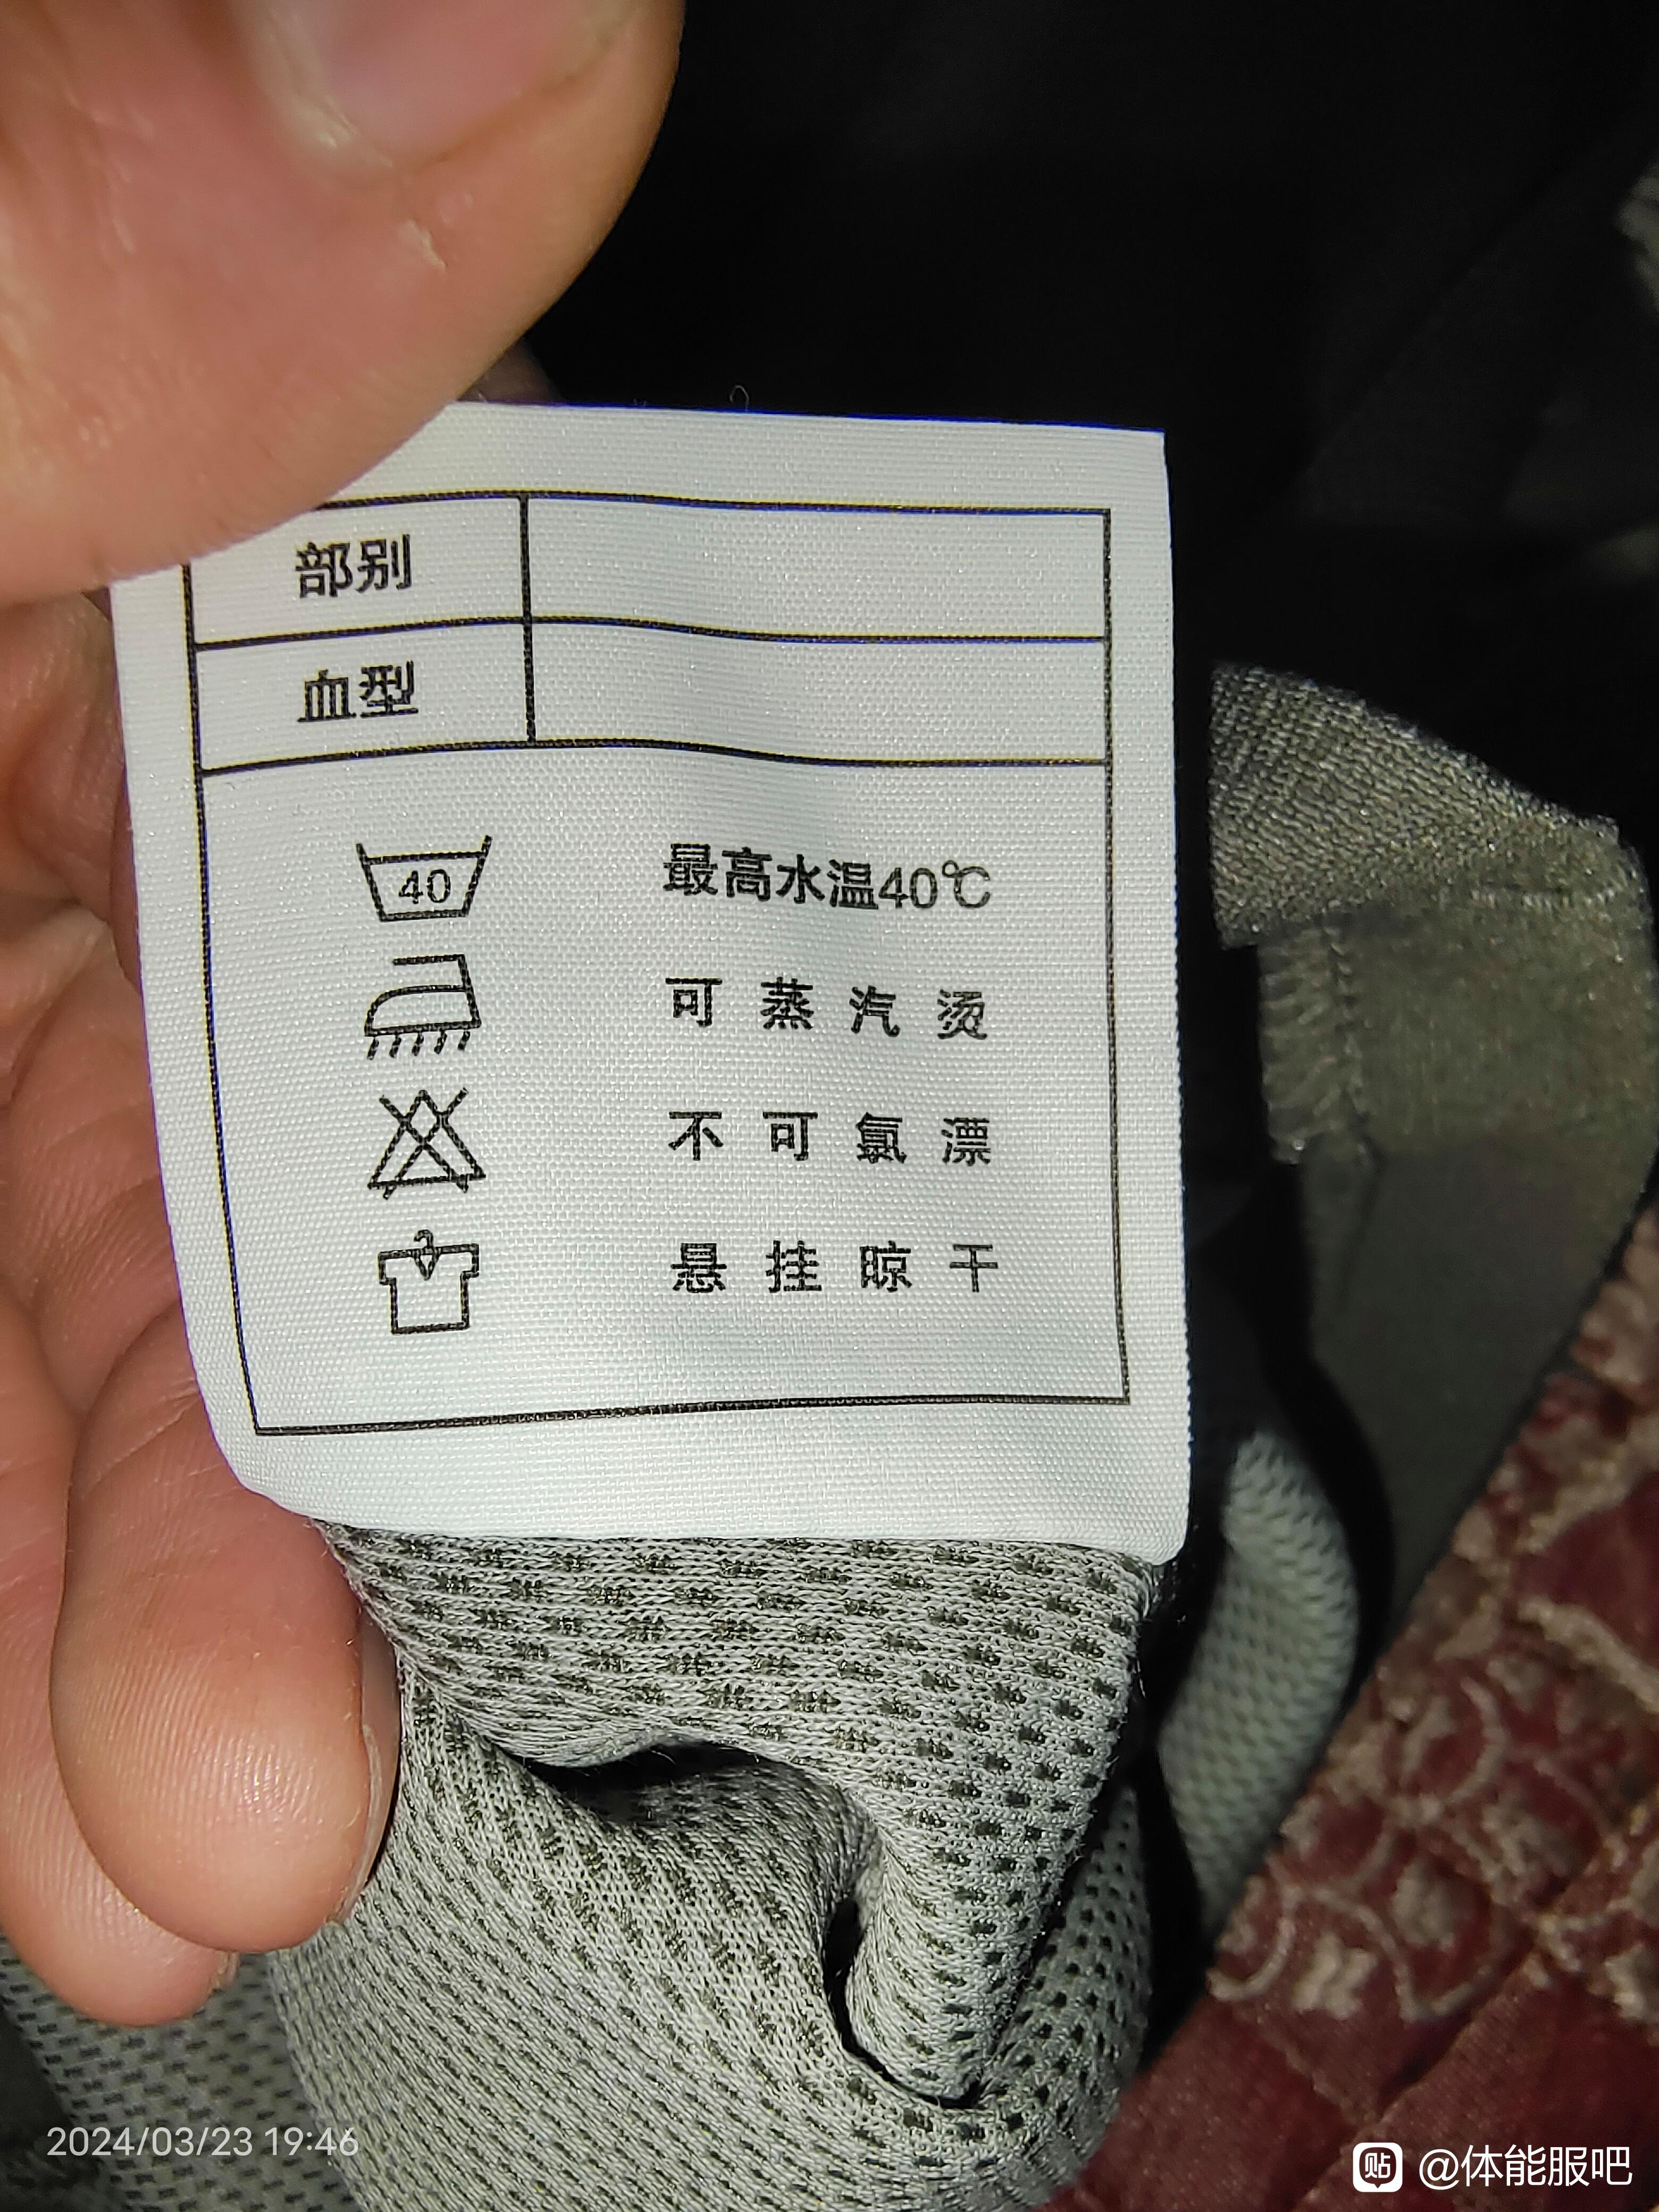 部别
血型
40 最高水温40℃
可蒸汽烫
不可氯漂
悬挂晾干
2024/03/23 19:46
贴 @体能服吧